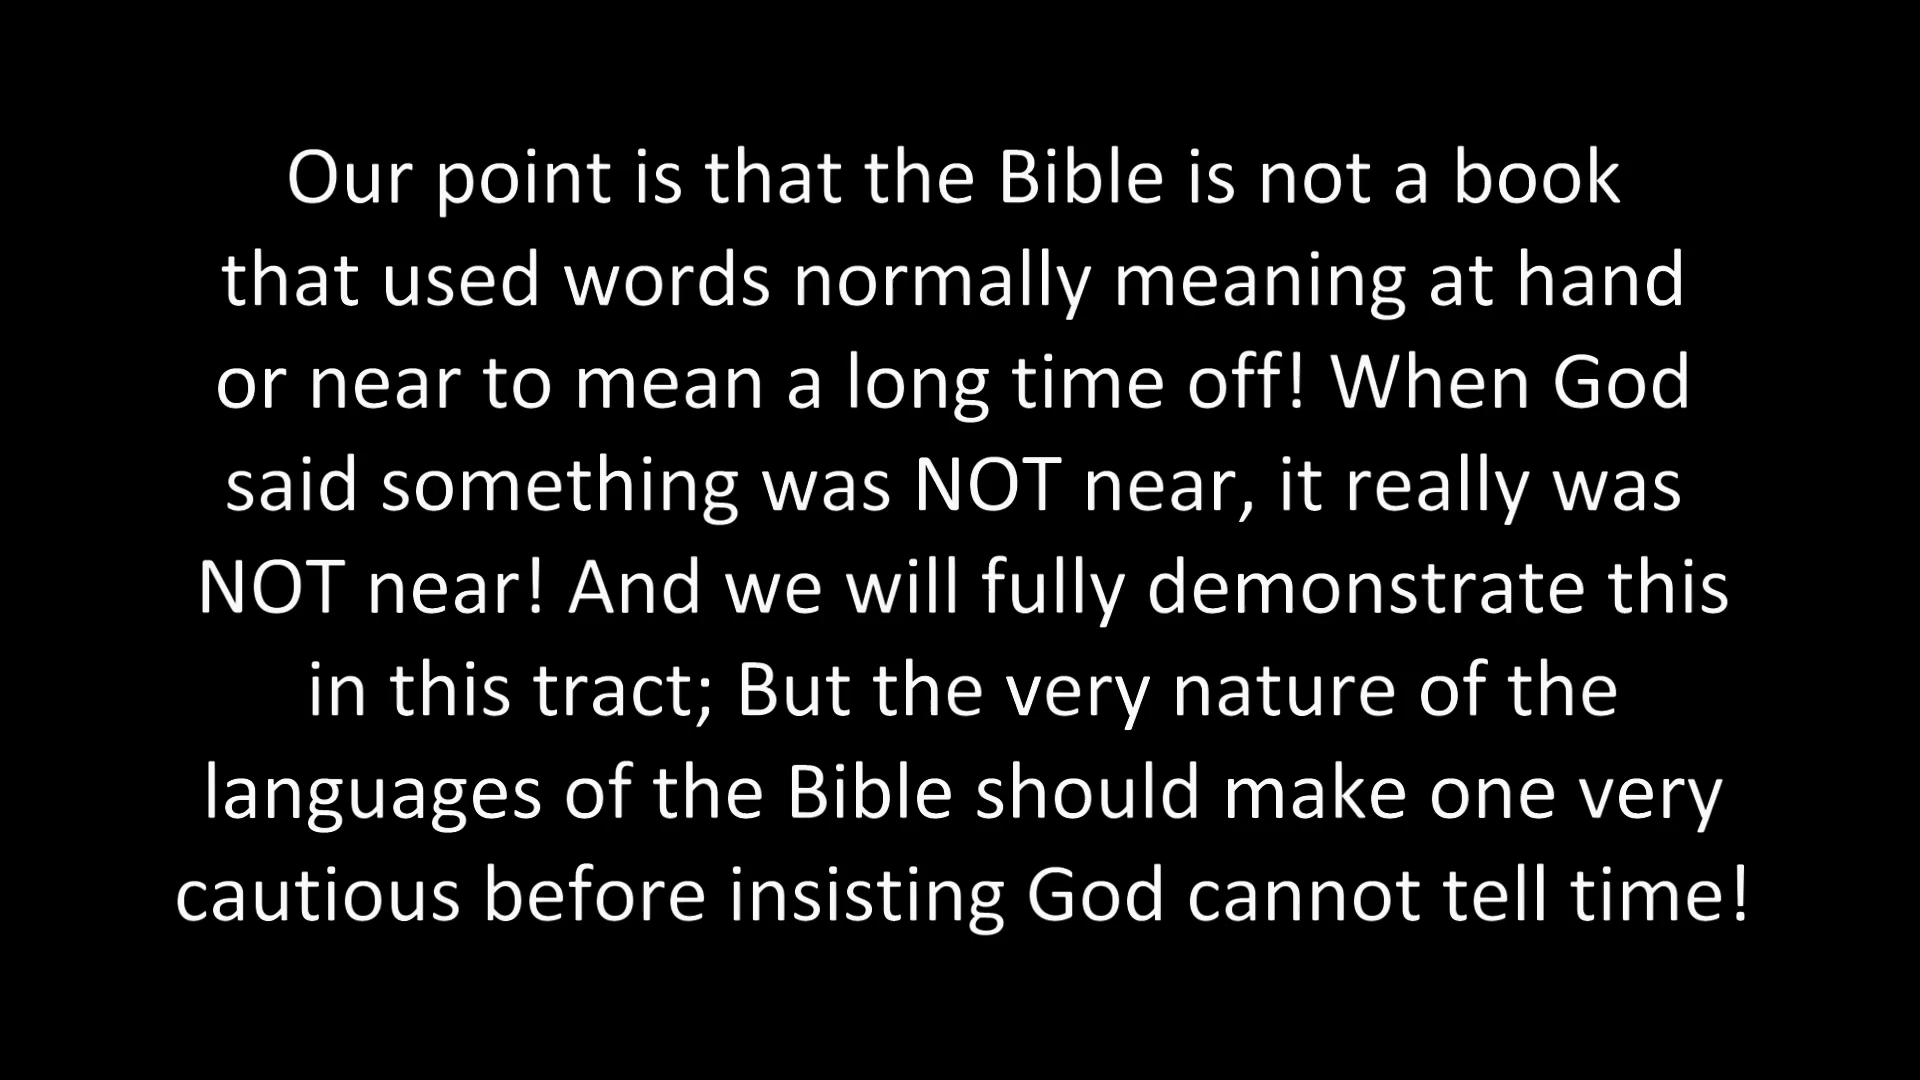 Our point is that the Bible is not a book
that used words normally meaning at hand
or near to mean a long time off! When God
said something was NOT near, it really was
NOT near! And we will fully demonstrate this
in this tract; But the very nature of the
languages of the Bible should make one very
cautious before insisting God cannot tell time!